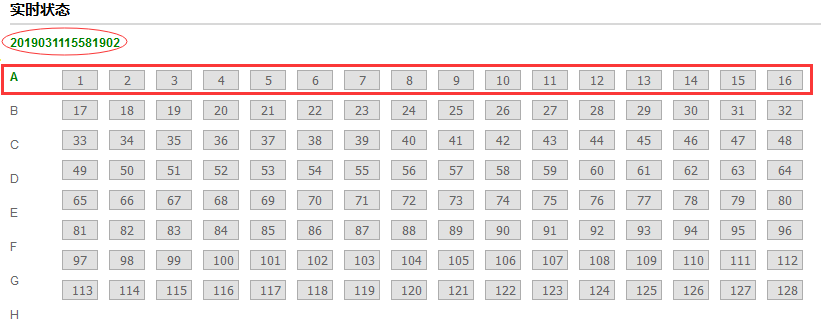 实时状态
2019031115581902
A 1 2 3 4 5 6 7 8 9 10 11 12 13 14 15 16
B 17 18 19 20 21 22 23 24 25 26 27 28 29 30 31 32
C 33 34 35 36 37 38 39 40 41 42 43 44 45 46 47 48
D 49 50 51 52 53 54 55 56 57 58 59 60 61 62 63 64
E 65 66 67 68 69 70 71 72 73 74 75 76 77 78 79 80
F 81 82 83 84 85 86 87 88 89 90 91 92 93 94 95 96
G 97 98 99 100 101 102 103 104 105 106 107 108 109 110 111 112
H 113 114 115 116 117 118 119 120 121 122 123 124 125 126 127 128